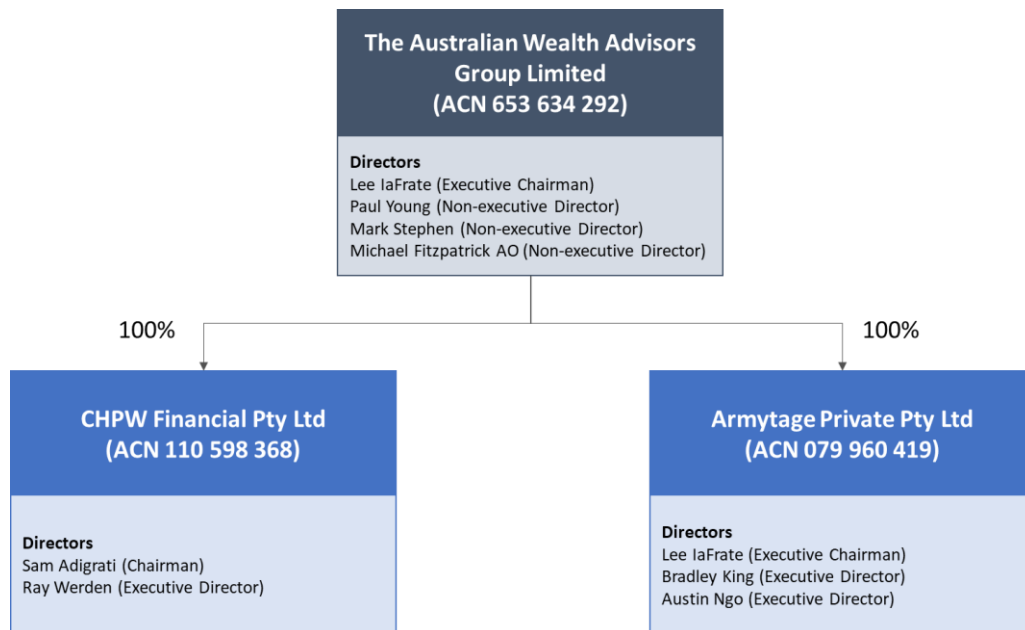 The Australian Wealth Advisors
Group Limited
(ACN 653 634 292)
Directors
Lee IaFrate (Executive Chairman)
Paul Young (Non-executive Director)
Mark Stephen (Non-executive Director)
Michael Fitzpatrick AO (Non-executive Director)
100%
100%
CHPW Financial Pty Ltd
(ACN 110 598 368)
Directors
Sam Adigrati (Chairman)
Ray Werden (Executive Director)
Armytage Private Pty Ltd
(ACN 079 960 419)
Directors
Lee IaFrate (Executive Chairman)
Bradley King (Executive Director)
Austin Ngo (Executive Director)